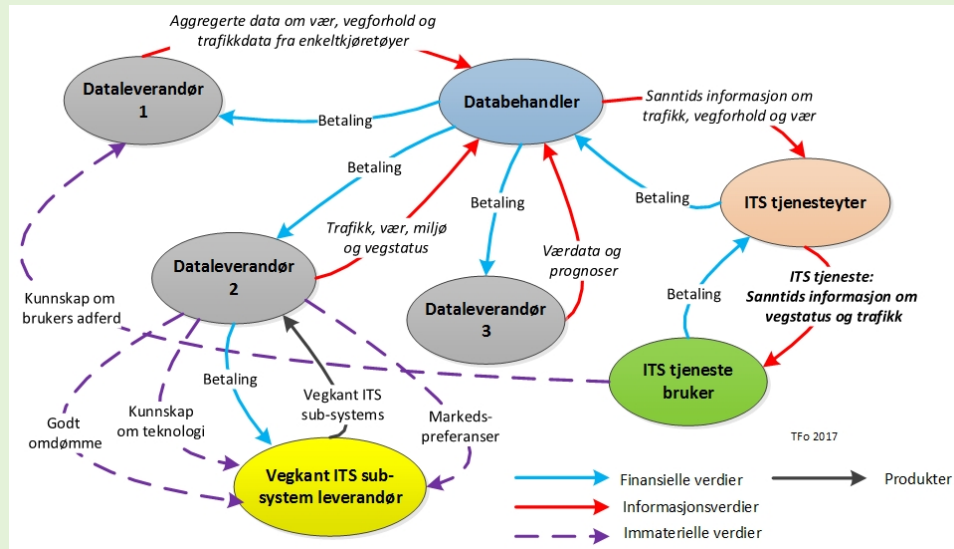 Aggregerte data om vær, vegforhold og
trafikkdata fra enkeltkjøretøyer
Dataleverandør
1
Databehandler
Sanntids informasjon om
trafikk, vegforhold og vær
Betaling
Betaling
Betaling
Betaling
ITS tjenesteyter
Trafikk, vær, miljø
og vegstatus
Værdata og
prognoser
Dataleverandør
2
Dataleverandør
3
ITS tjeneste:
Sanntids informasjon om
vegstatus og trafikk
Betaling
Kunnskap om
brukers adferd
ITS tjeneste
bruker
Betaling
Vegkant ITS
sub-systems
Godt
omdømme
Kunnskap
om teknologi
Markeds-
preferanser
TFo 2017
Vegkant ITS sub-
system leverandør
Finansielle verdier
Produkter
Informasjonsverdier
Immaterielle verdier